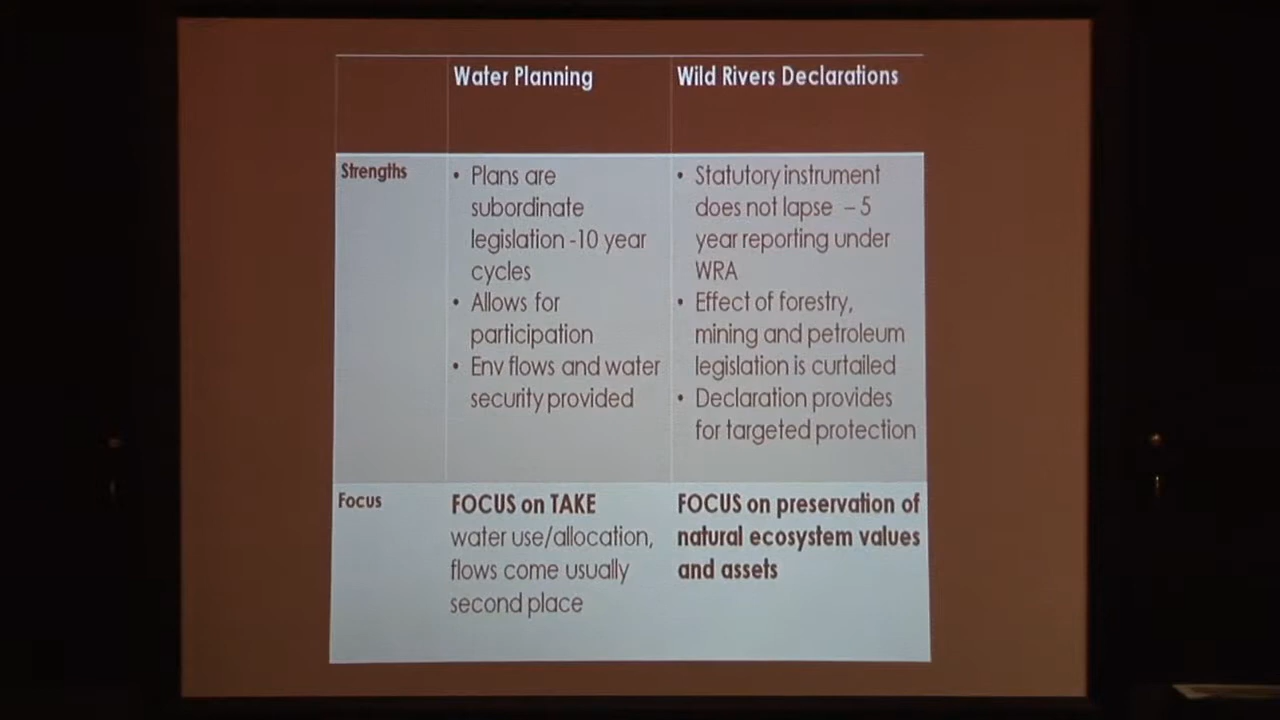 Water Planning
Wild Rivers Declarations
Strengths
• Plans are
subordinate
legislation -10 year
cycles
• Allows for
participation
• Env flows and water
security provided
• Statutory instrument
does not lapse – 5
year reporting under
WRA
• Effect of forestry,
mining and petroleum
legislation is curtailed
• Declaration provides
for targeted protection
Focus
FOCUS on TAKE
water use/allocation,
flows come usually
second place
FOCUS on preservation of
natural ecosystem values
and assets